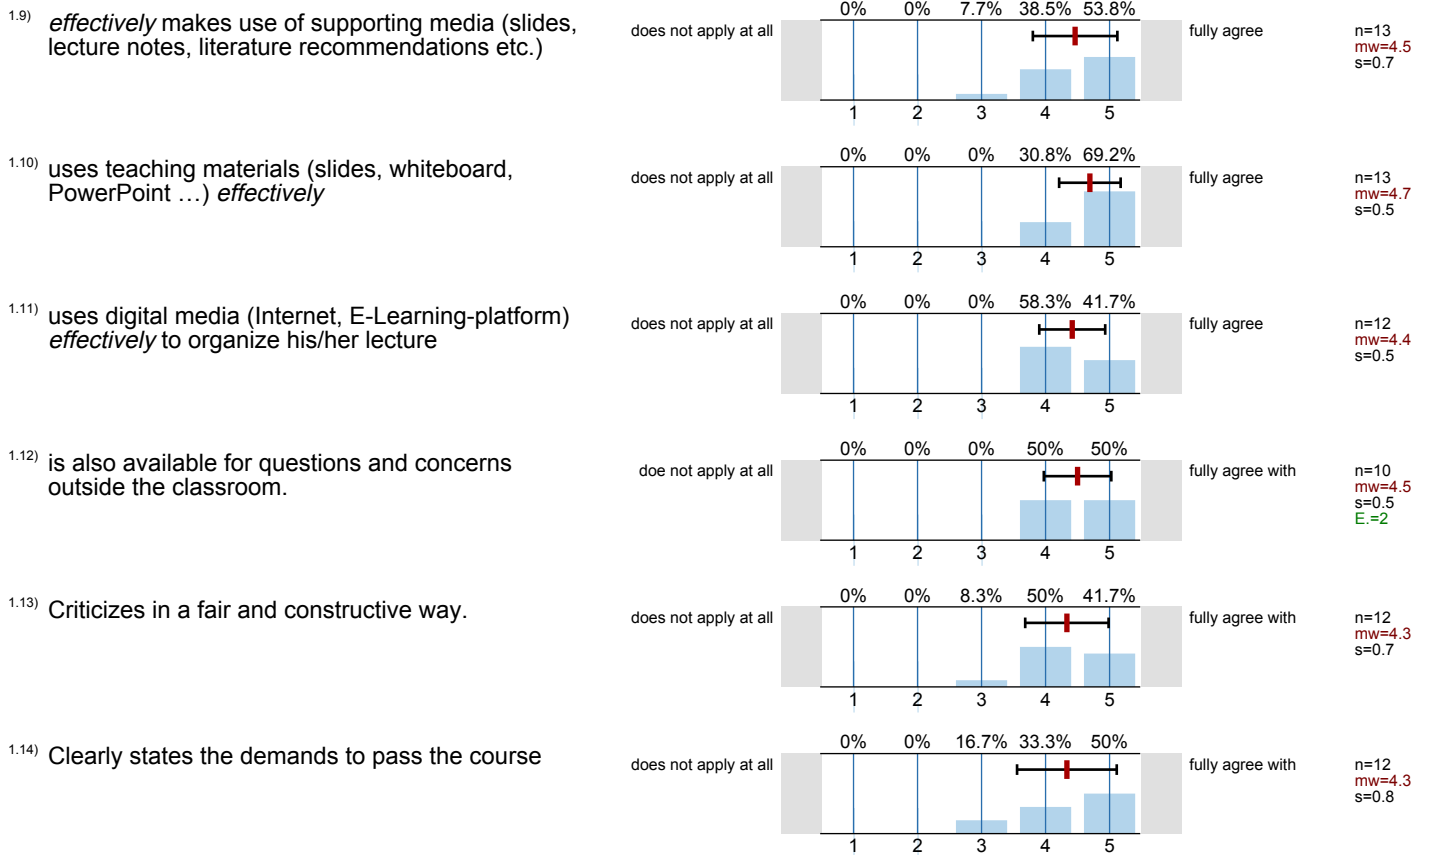 1.9) effectively makes use of supporting media (slides,
lecture notes, literature recommendations etc.)
does not apply at all
0% 0% 7.7% 38.5% 53.8%
1 2 3 4 5
fully agree
n=13
mw=4.5
s=0.7
1.10) uses teaching materials (slides, whiteboard,
PowerPoint …) effectively
does not apply at all
0% 0% 0% 30.8% 69.2%
1 2 3 4 5
fully agree
n=13
mw=4.7
s=0.5
1.11) uses digital media (Internet, E-Learning-platform)
effectively to organize his/her lecture
does not apply at all
0% 0% 0% 58.3% 41.7%
1 2 3 4 5
fully agree
n=12
mw=4.4
s=0.5
1.12) is also available for questions and concerns
outside the classroom.
doe not apply at all
0% 0% 0% 50% 50%
1 2 3 4 5
fully agree with
n=10
mw=4.5
s=0.5
E.=2
1.13) Criticizes in a fair and constructive way.
does not apply at all
0% 0% 8.3% 50% 41.7%
1 2 3 4 5
fully agree with
n=12
mw=4.3
s=0.7
1.14) Clearly states the demands to pass the course
does not apply at all
0% 0% 16.7% 33.3% 50%
1 2 3 4 5
fully agree with
n=12
mw=4.3
s=0.8